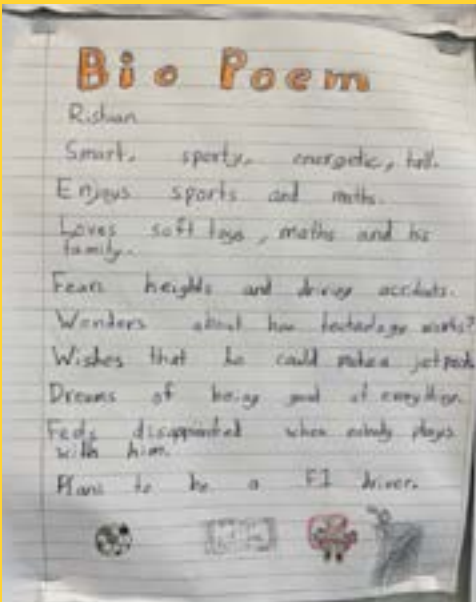 Bio Poem
Rishaan
Smart, sporty, energetic, tall.
Enjoys sports and maths.
Loves soft toys, maths and his
family.
Fears heights and driving accidents.
Wonders about how technology works?
Wishes that he could make a jetpack
Dreams of being good at everything.
Feels disappointed when nobody plays
with him.
Plans to be a F1 driver.